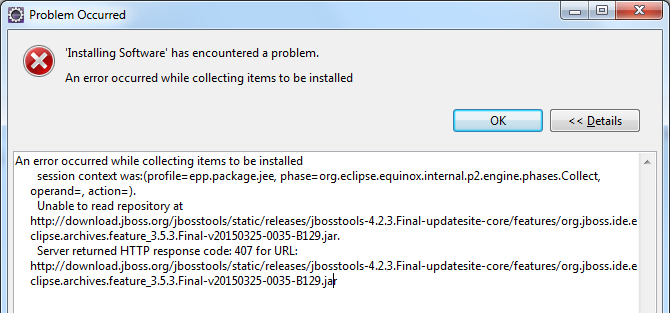 Problem Occurred
'Installing Software' has encountered a problem.
An error occurred while collecting items to be installed
OK
<< Details
An error occurred while collecting items to be installed
session context was:(profile=epp.package.jee, phase=org.eclipse.equinox.internal.p2.engine.phases.Collect,
operand=, action=).
Unable to read repository at
http://download.jboss.org/jbosstools/static/releases/jbosstools-4.2.3.Final-updatesite-core/features/org.jboss.ide.e
clipse.archives.feature_3.5.3.Final-v20150325-0035-B129.jar.
Server returned HTTP response code: 407 for URL:
http://download.jboss.org/jbosstools/static/releases/jbosstools-4.2.3.Final-updatesite-core/features/org.jboss.ide.e
clipse.archives.feature_3.5.3.Final-v20150325-0035-B129.jar